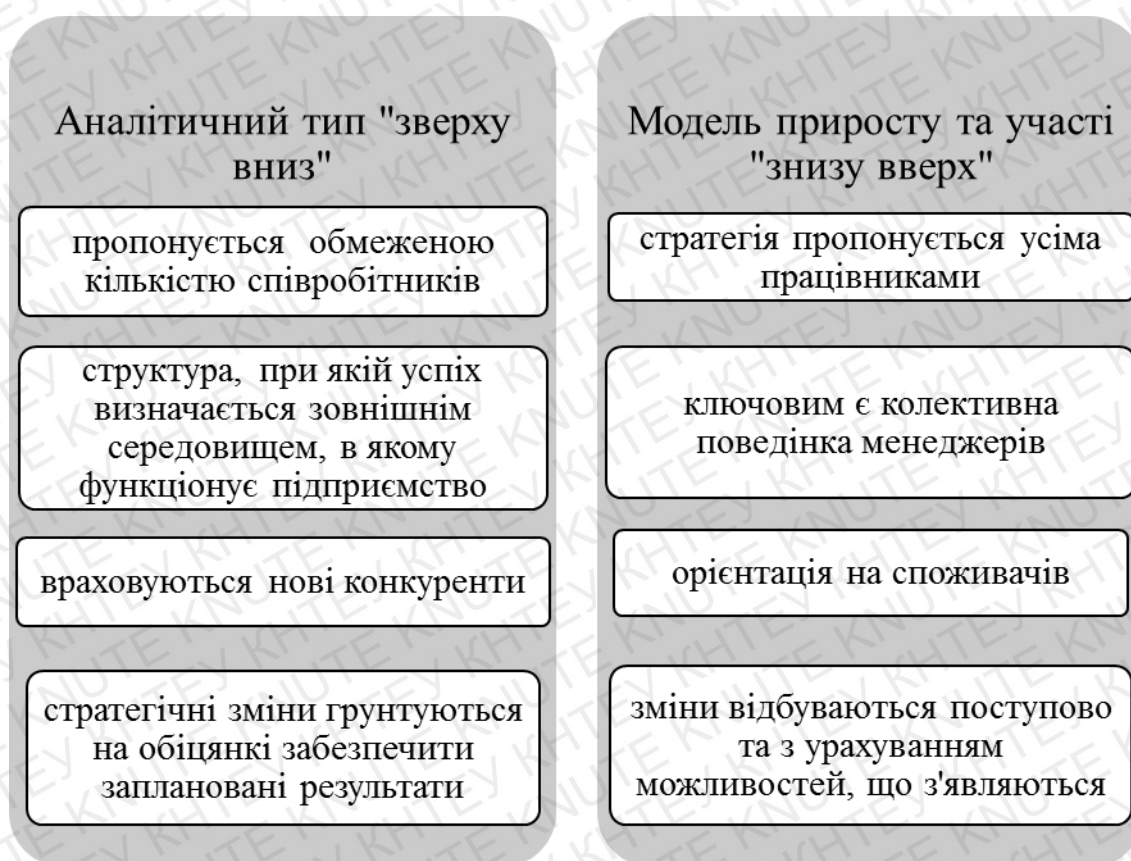 Аналітичний тип "зверху
вниз"
пропонується обмеженою
кількістю співробітників
структура, при якій успіх
визначається зовнішнім
середовищем, в якому
функціонує підприємство
враховуються нові конкуренти
стратегічні зміни грунтуються
на обіцянкі забезпечити
заплановані результати
Модель приросту та участі
"знизу вверх"
стратегія пропонується усіма
працівниками
ключовим є колективна
поведінка менеджерів
орієнтація на споживачів
зміни відбуваються поступово
та з урахуванням
можливостей, що з'являються